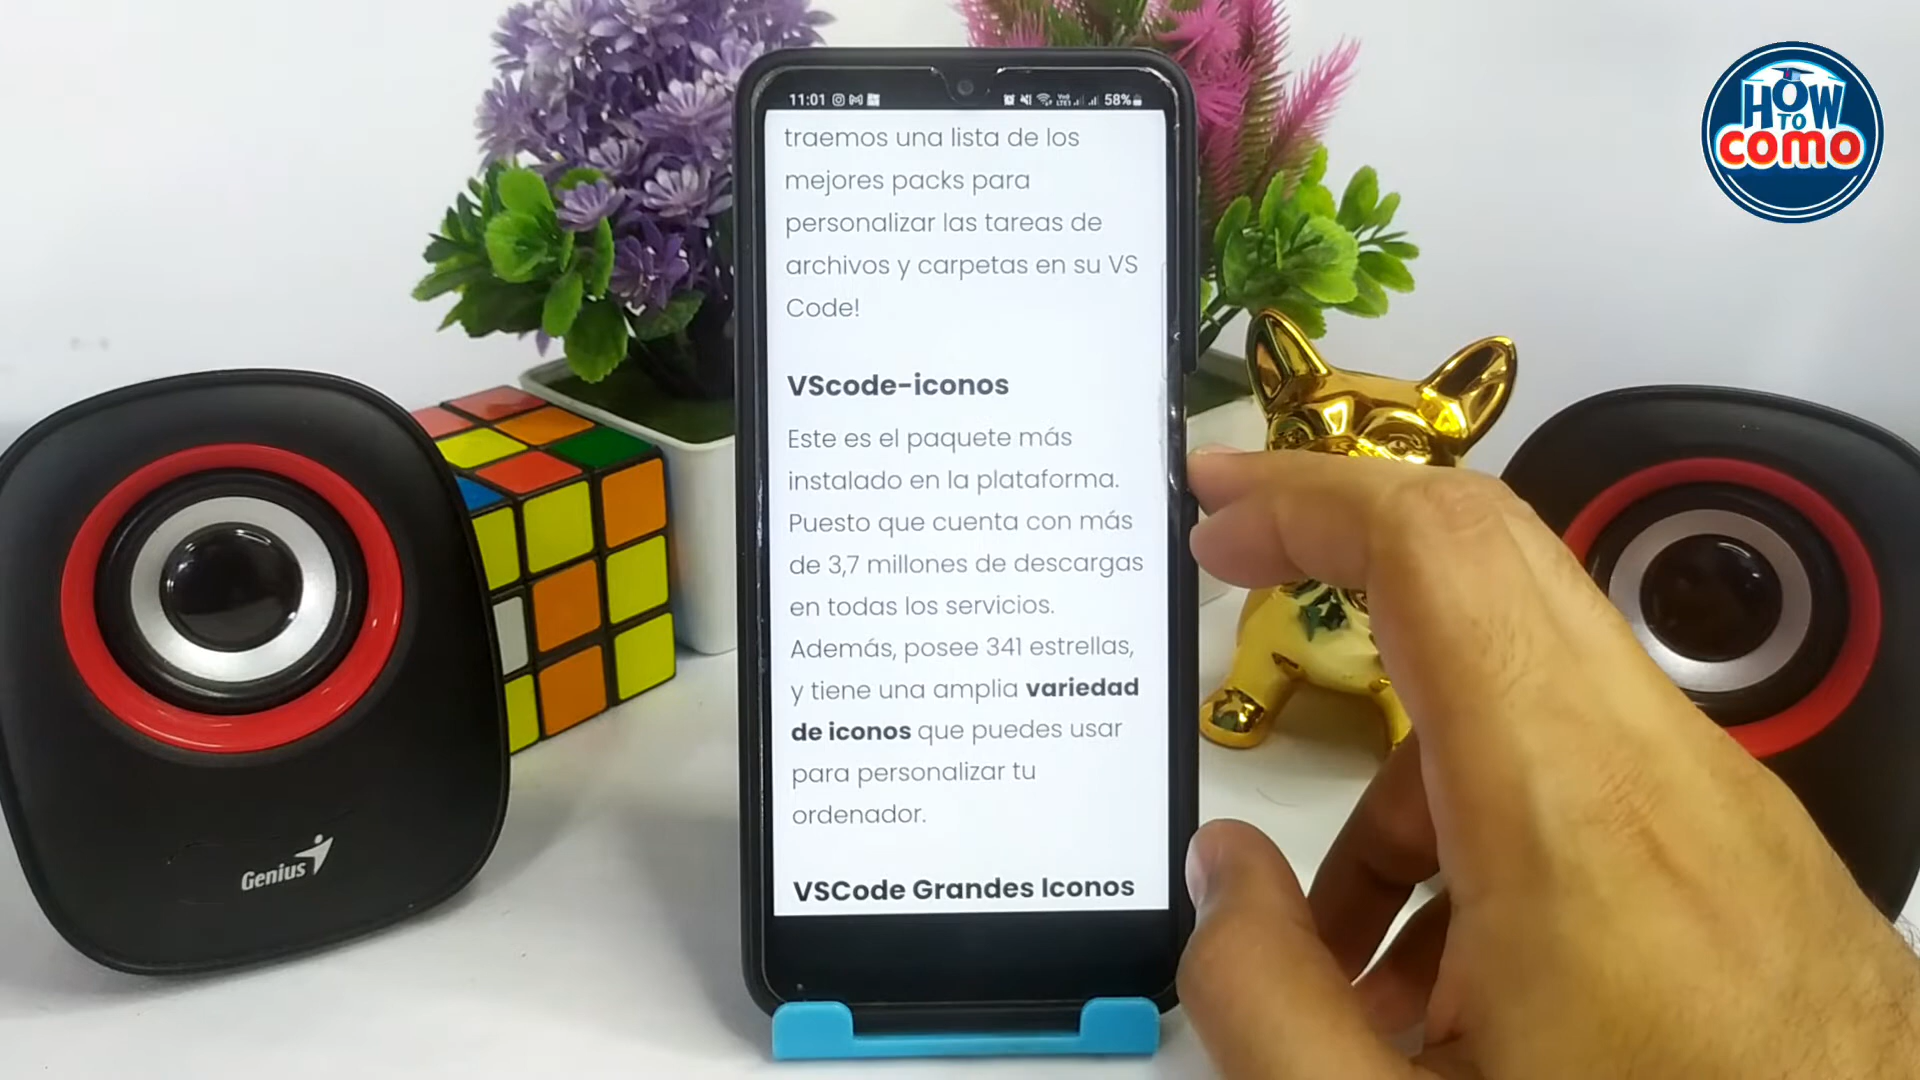 HOW
TO
como
11:01
58%
traemos una lista de los
mejores packs para
personalizar las tareas de
archivos y carpetas en su VS
Code!
VScode-iconos
Este es el paquete más
instalado en la plataforma.
Puesto que cuenta con más
de 3,7 millones de descargas
en todas los servicios.
Además, posee 341 estrellas,
y tiene una amplia variedad
de iconos que puedes usar
para personalizar tu
ordenador.
VSCode Grandes Iconos
Genius